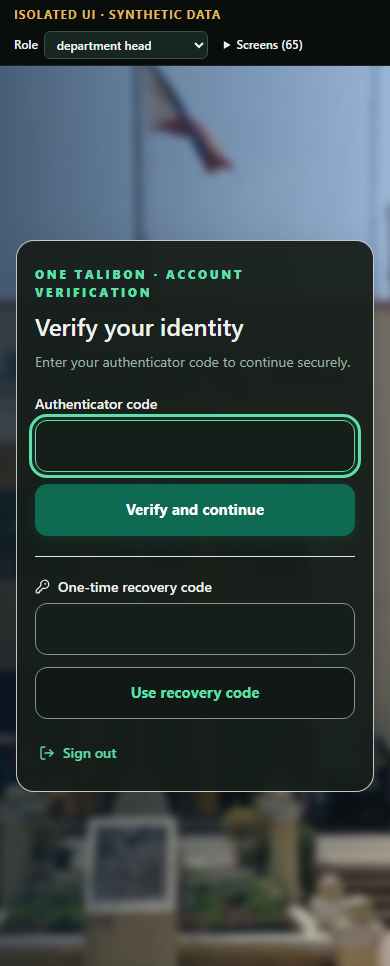 ISOLATED UI · SYNTHETIC DATA
Role department head ▶ Screens (65)
ONE TALIBON · ACCOUNT
VERIFICATION
Verify your identity
Enter your authenticator code to continue securely.
Authenticator code
Verify and continue
One-time recovery code
Use recovery code
Sign out